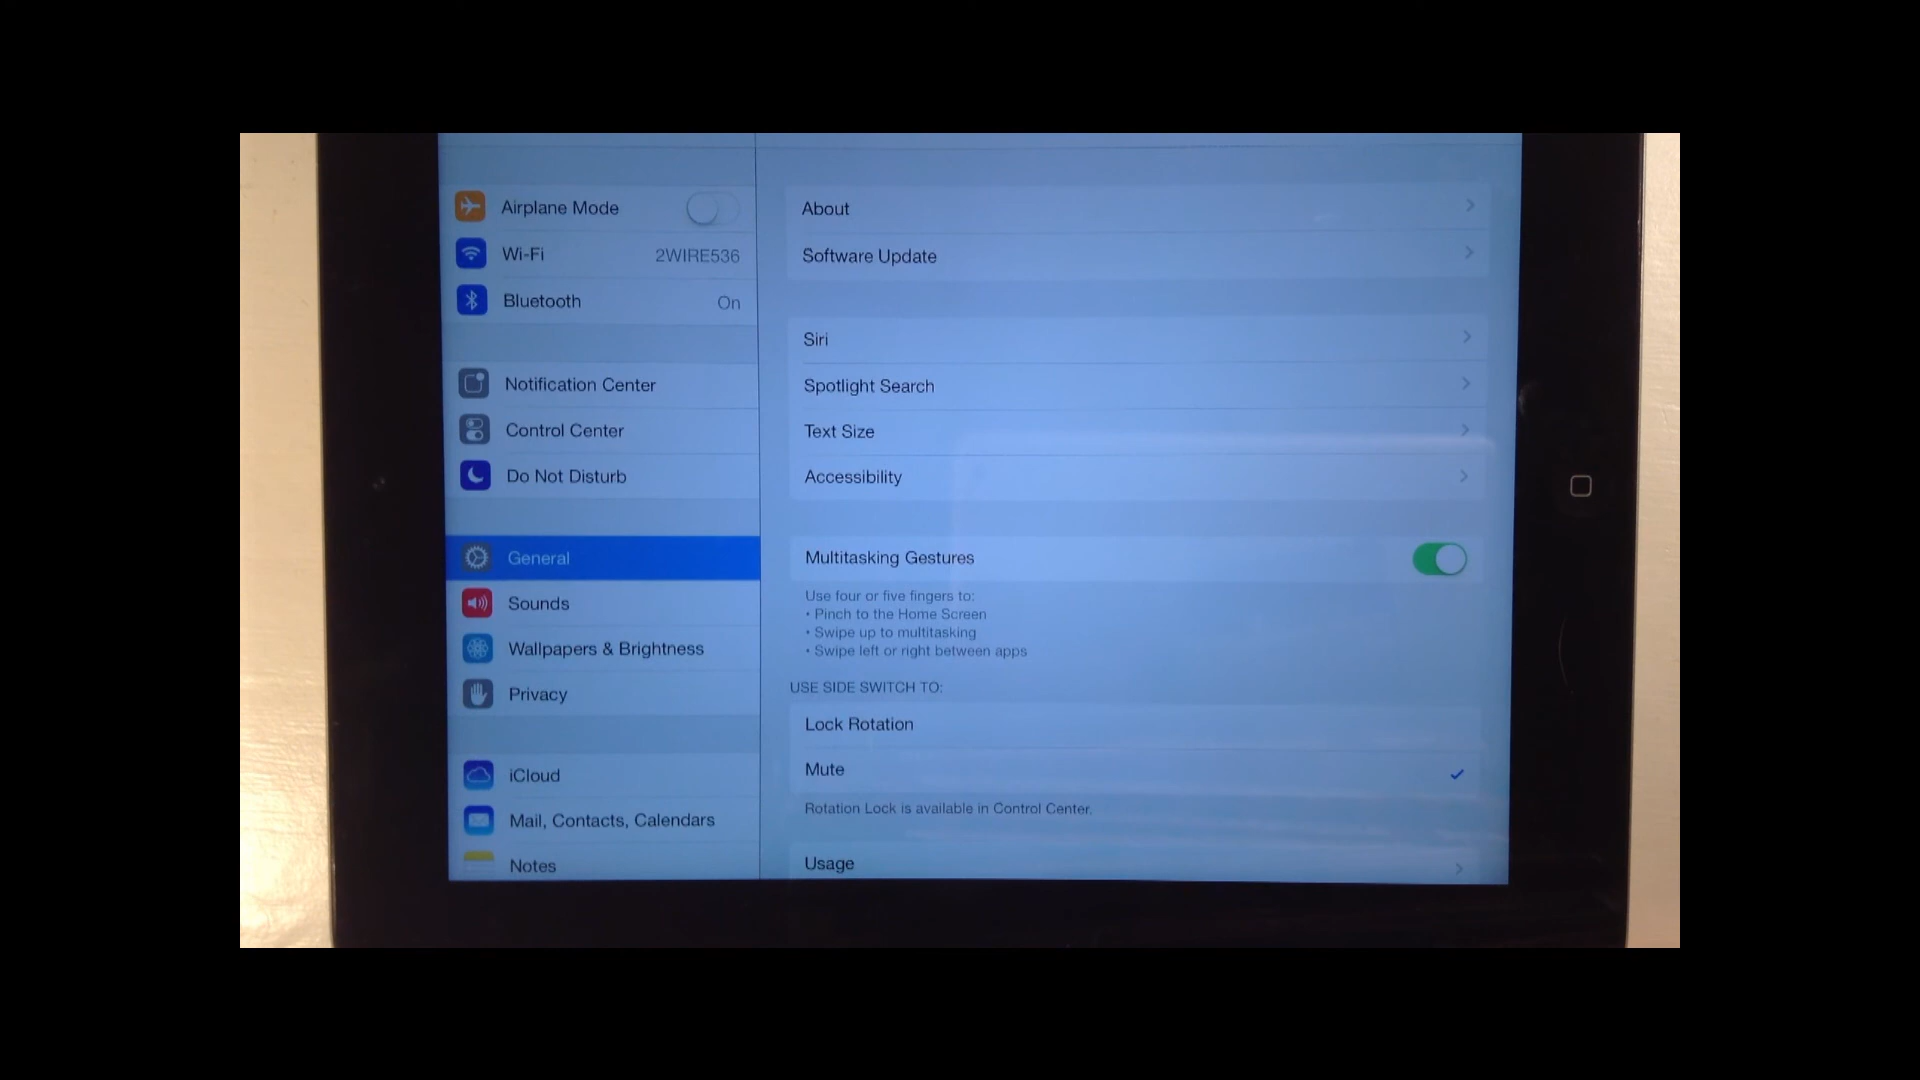 Airplane Mode
Wi-Fi 2WIRE536
Bluetooth On
Notification Center
Control Center
Do Not Disturb
General
Sounds
Wallpapers & Brightness
Privacy
iCloud
Mail, Contacts, Calendars
Notes
About
Software Update
Siri
Spotlight Search
Text Size
Accessibility
Multitasking Gestures
Use four or five fingers to:
• Pinch to the Home Screen
• Swipe up to multitasking
• Swipe left or right between apps
USE SIDE SWITCH TO:
Lock Rotation
Mute
Rotation Lock is available in Control Center.
Usage